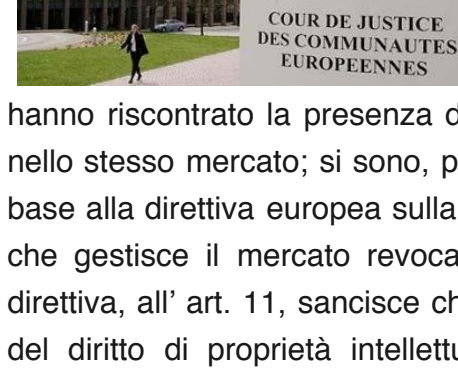 COUR DE JUSTICE
DES COMMUNAUTES
EUROPEENNES
hanno riscontrato la presenza d
nello stesso mercato; si sono, p
base alla direttiva europea sulla
che gestisce il mercato revoca
direttiva, all’ art. 11, sancisce ch
del diritto di proprietà intellettu